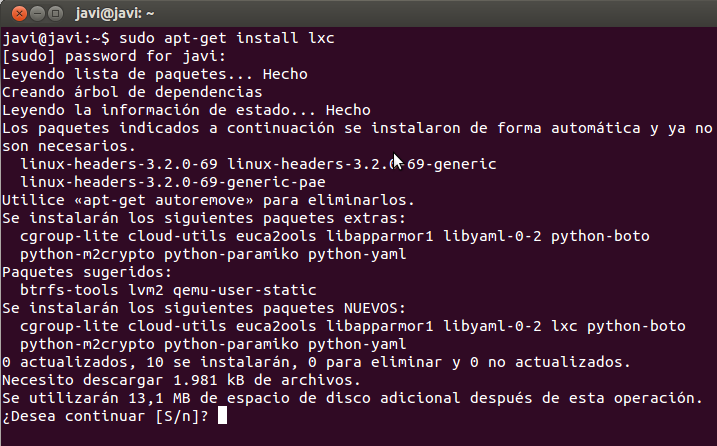 javi@javi: ~
javi@javi:~$ sudo apt-get install lxc
[sudo] password for javi:
Leyendo lista de paquetes... Hecho
Creando árbol de dependencias
Leyendo la información de estado... Hecho
Los paquetes indicados a continuación se instalaron de forma automática y ya no
son necesarios.
  linux-headers-3.2.0-69 linux-headers-3.2.0-69-generic
  linux-headers-3.2.0-69-generic-pae
Utilice «apt-get autoremove» para eliminarlos.
Se instalarán los siguientes paquetes extras:
  cgroup-lite cloud-utils euca2ools libapparmor1 libyaml-0-2 python-boto
  python-m2crypto python-paramiko python-yaml
Paquetes sugeridos:
  btrfs-tools lvm2 qemu-user-static
Se instalarán los siguientes paquetes NUEVOS:
  cgroup-lite cloud-utils euca2ools libapparmor1 libyaml-0-2 lxc python-boto
  python-m2crypto python-paramiko python-yaml
0 actualizados, 10 se instalarán, 0 para eliminar y 0 no actualizados.
Necesito descargar 1.981 kB de archivos.
Se utilizarán 13,1 MB de espacio de disco adicional después de esta operación.
¿Desea continuar [S/n]?